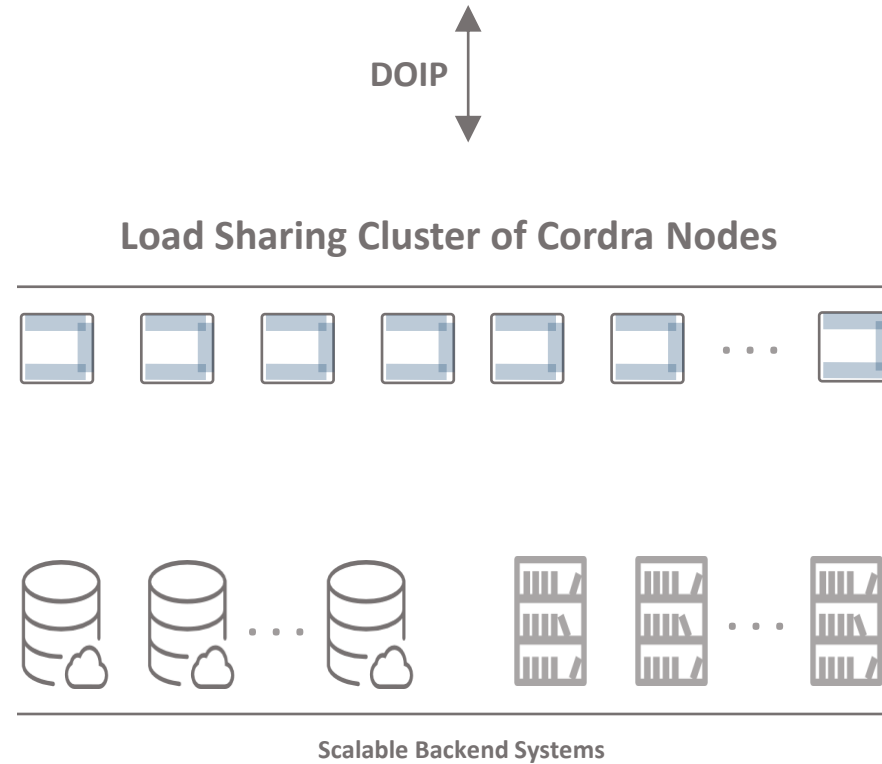 DOIP
Load Sharing Cluster of Cordra Nodes
Scalable Backend Systems